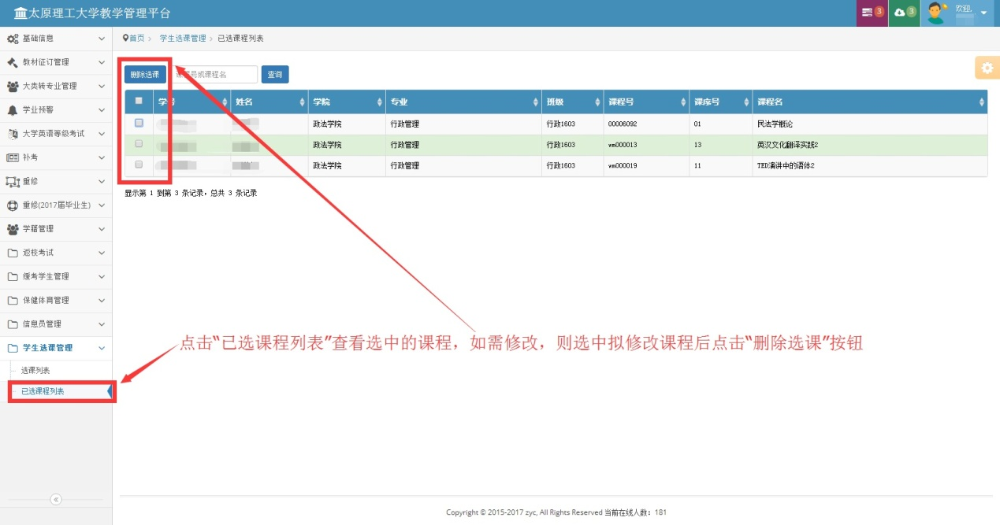 太原理工大学教学管理平台
3
3
欢迎,
基础信息
教材征订管理
大类转专业管理
学业预警
大学英语等级考试
补考
重修
重修(2017届毕业生)
学籍管理
返校考试
缓考学生管理
保健体育管理
信息员管理
学生选课管理
选课列表
已选课程列表
首页 > 学生选课管理 > 已选课程列表
删除选课 号或课程名 查询
学号 姓名 学院 专业 班级 课程号 课序号 课程名
政法学院 行政管理 行政1603 00006092 01 民法学概论
政法学院 行政管理 行政1603 wm000013 13 英汉文化翻译实践2
政法学院 行政管理 行政1603 wm000019 11 TED演讲中的语体2
显示第 1 到第 3 条记录，总共 3 条记录
点击“已选课程列表”查看选中的课程，如需修改，则选中拟修改课程后点击“删除选课”按钮
Copyright © 2015-2017 zyc, All Rights Reserved 当前在线人数：181